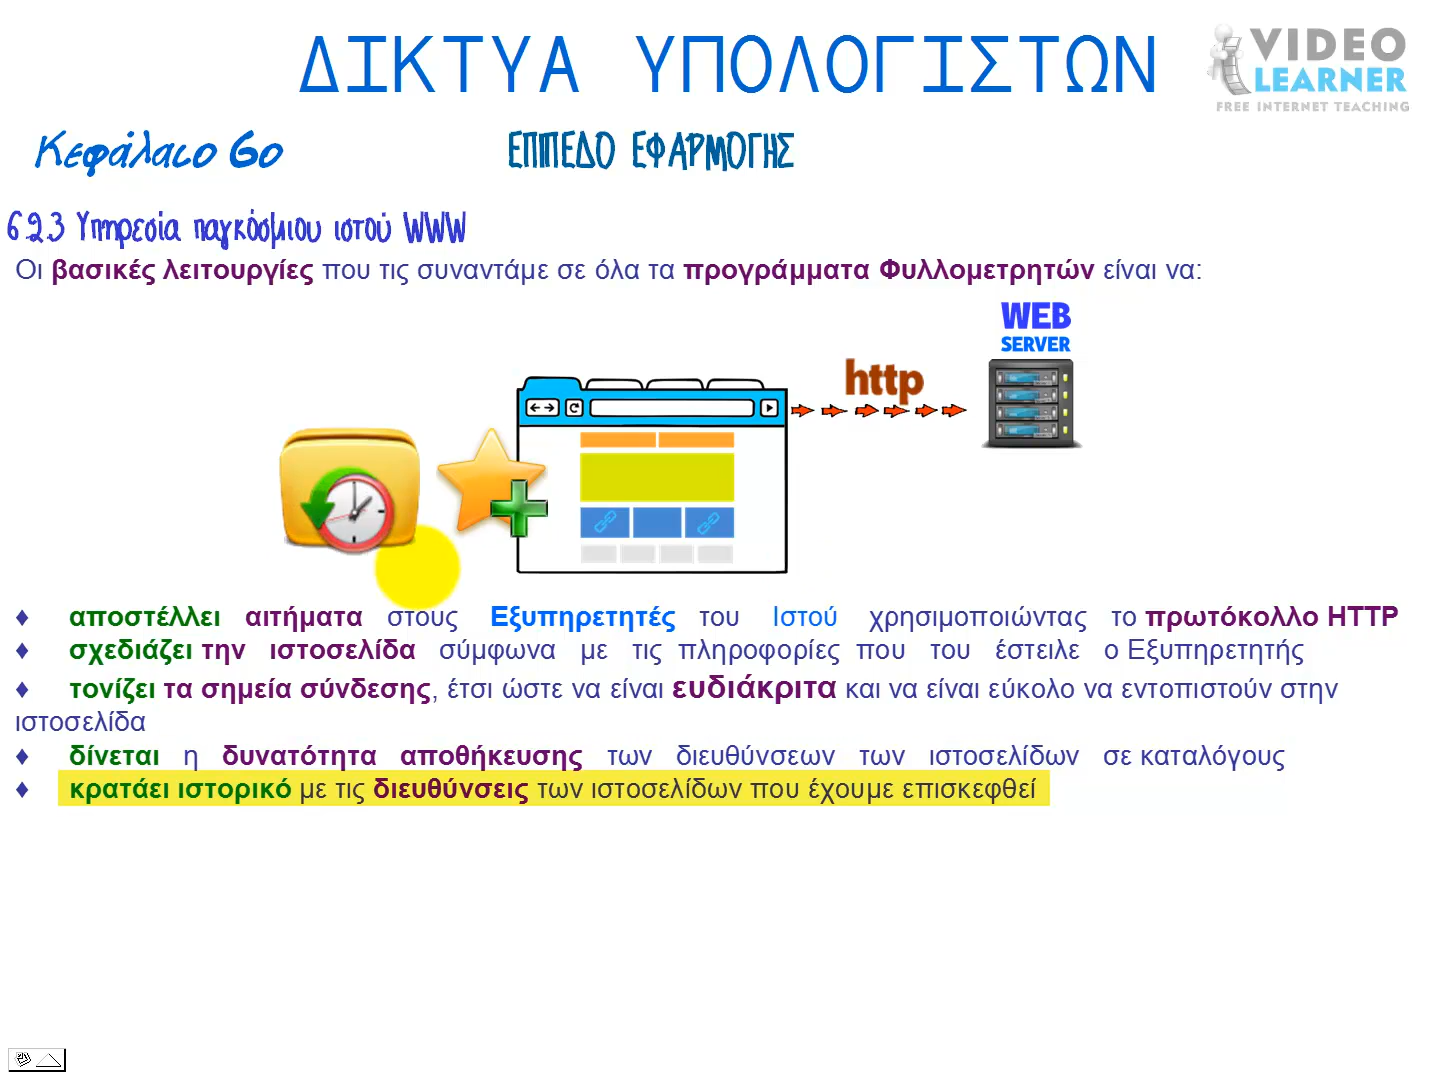 ΔΙΚΤΥΑ ΥΠΟΛΟΓΙΣΤΩΝ
VIDEO
LEARNER
FREE INTERNET TEACHING
Κεφάλαιο 6ο
ΕΠΙΠΕΔΟ ΕΦΑΡΜΟΓΗΣ
6.2.3 Υπηρεσία παγκόσμιου ιστού WWW
Οι βασικές λειτουργίες που τις συναντάμε σε όλα τα προγράμματα Φυλλομετρητών είναι να:
WEB
SERVER
http
♦ αποστέλλει αιτήματα στους Εξυπηρετητές του Ιστού χρησιμοποιώντας το πρωτόκολλο HTTP
♦ σχεδιάζει την ιστοσελίδα σύμφωνα με τις πληροφορίες που του έστειλε ο Εξυπηρετητής
♦ τονίζει τα σημεία σύνδεσης, έτσι ώστε να είναι ευδιάκριτα και να είναι εύκολο να εντοπιστούν στην
ιστοσελίδα
♦ δίνεται η δυνατότητα αποθήκευσης των διευθύνσεων των ιστοσελίδων σε καταλόγους
♦ κρατάει ιστορικό με τις διευθύνσεις των ιστοσελίδων που έχουμε επισκεφθεί